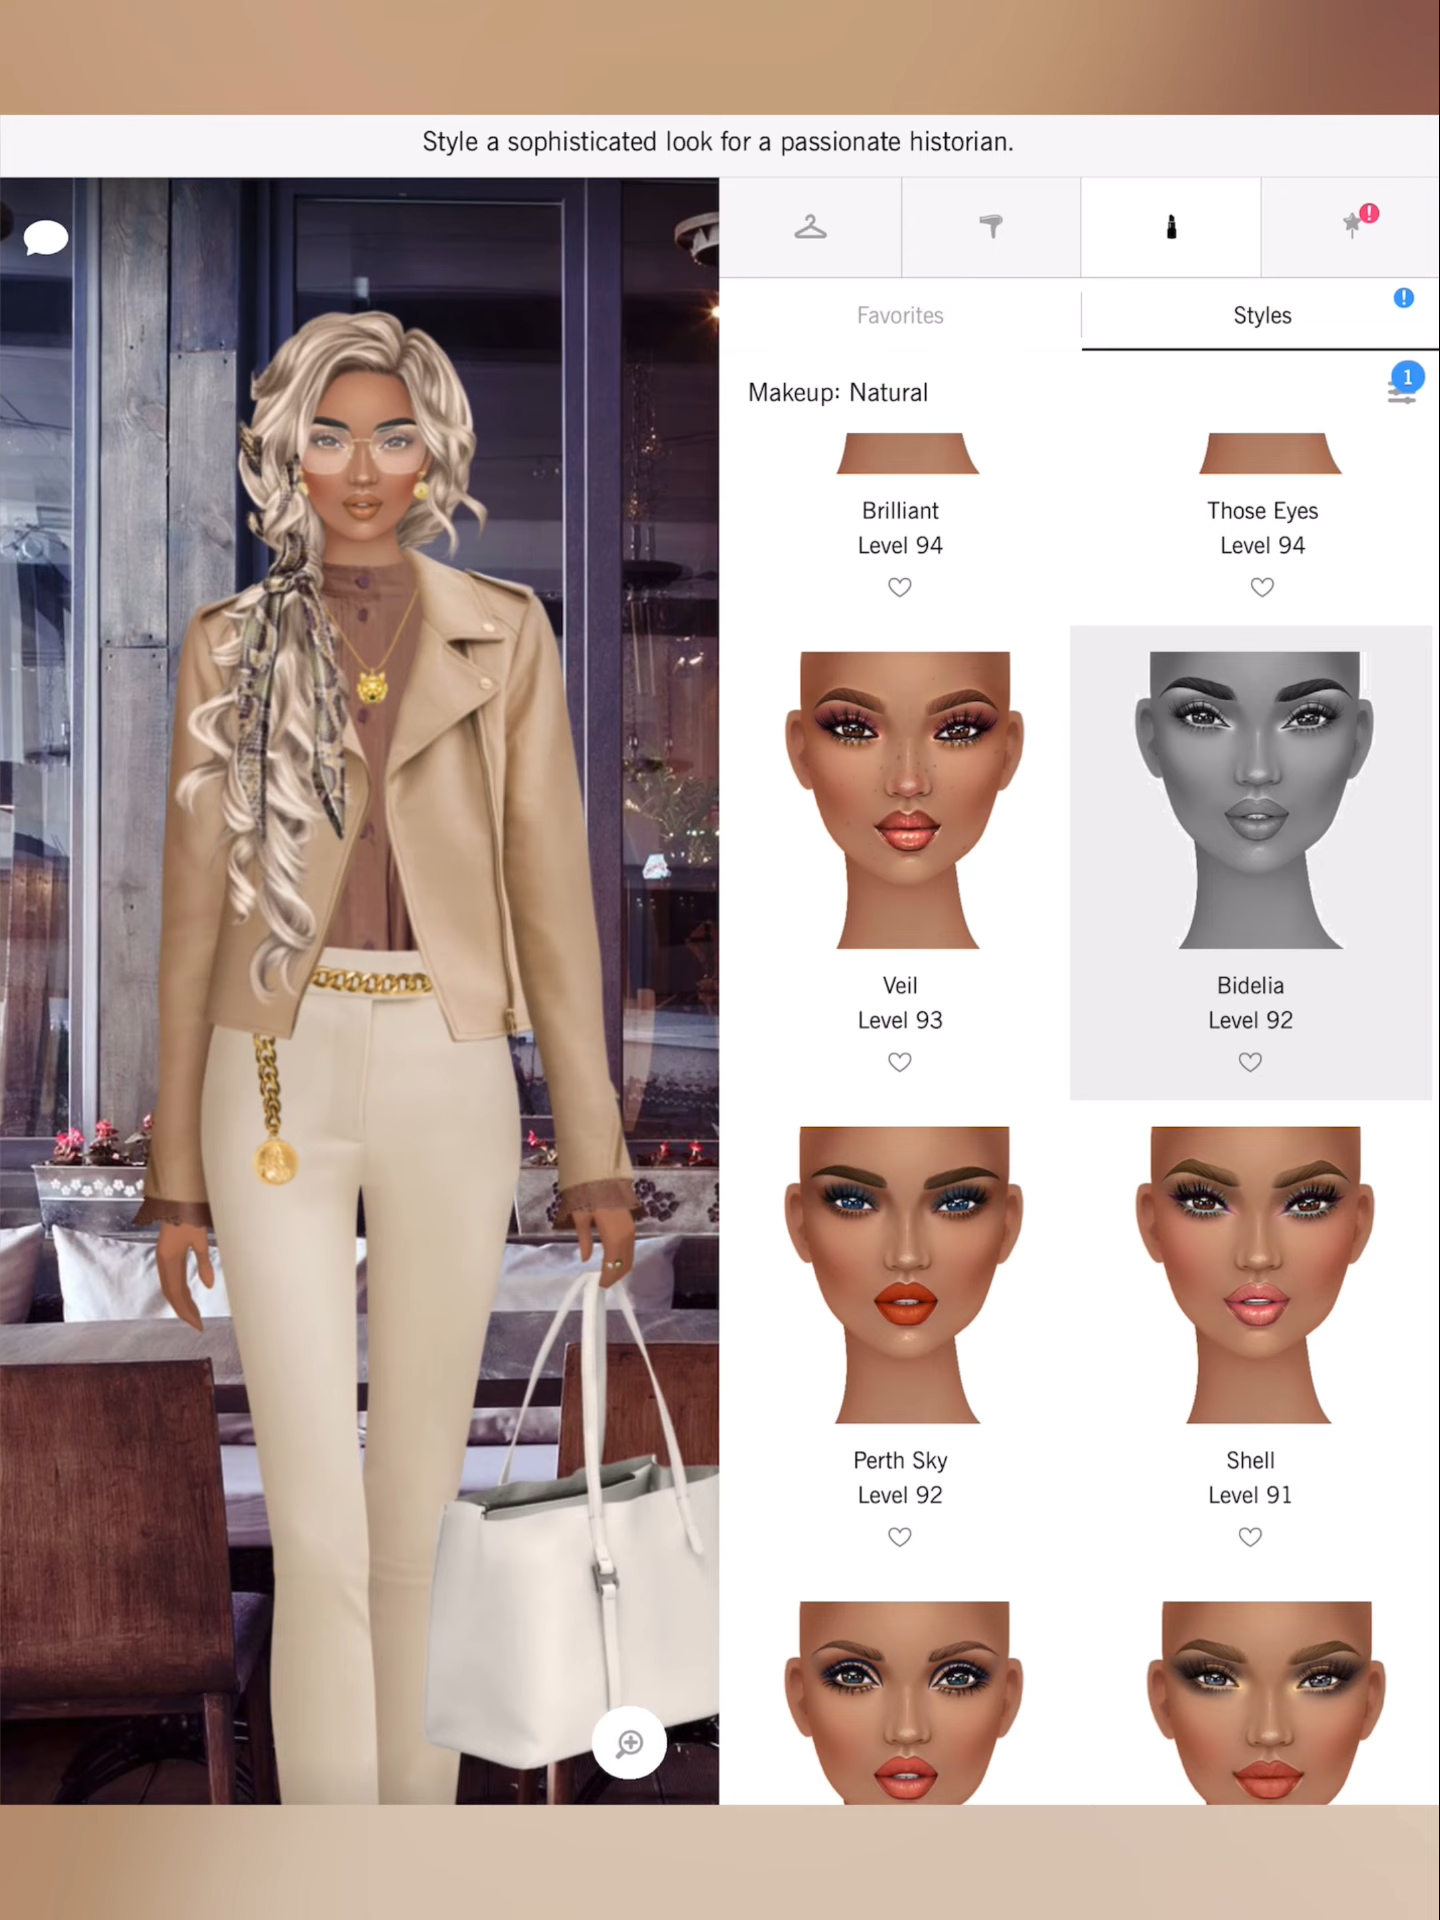 Style a sophisticated look for a passionate historian.
!
Favorites
Styles
!
Makeup: Natural
1
Brilliant
Level 94
Those Eyes
Level 94
Veil
Level 93
Bidelia
Level 92
Perth Sky
Level 92
Shell
Level 91